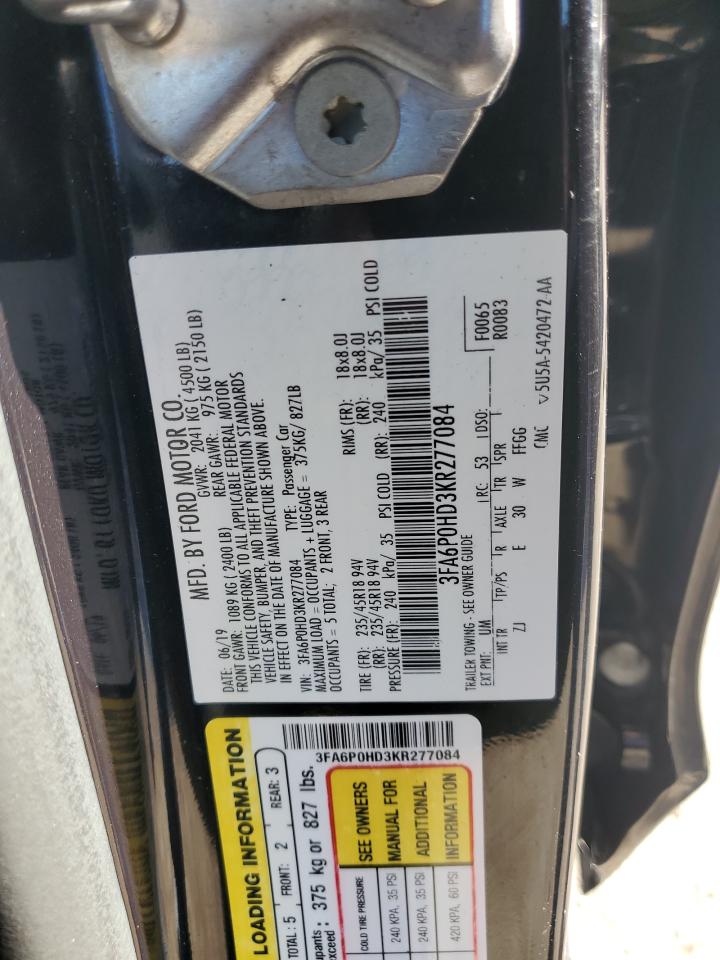 MFD. BY FORD MOTOR CO.
DATE: 06/19 GVWR: 2041 KG ( 4500 LB)
FRONT GAWR: 1089 KG ( 2400 LB) REAR GAWR: 975 KG ( 2150 LB)
THIS VEHICLE CONFORMS TO ALL APPLICABLE FEDERAL MOTOR
VEHICLE SAFETY, BUMPER, AND THEFT PREVENTION STANDARDS
IN EFFECT ON THE DATE OF MANUFACTURE SHOWN ABOVE.
VIN: 3FA6P0HD3KR277084 TYPE: Passenger Car
MAXIMUM LOAD = OCCUPANTS + LUGGAGE = 375KG/ 827LB
OCCUPANTS = 5 TOTAL; 2 FRONT, 3 REAR
TIRE (FR): 235/45R18 94V RIMS (FR): 18x8.0J
(RR): 235/45R18 94V (RR): 18x8.0J
PRESSURE (FR): 240 kPa/ 35 PSI COLD (RR): 240 kPa/ 35 PSI COLD
3FA6P0HD3KR277084
TRAILER TOWING - SEE OWNER GUIDE
F0065
EXT PNT: UM RC: 53 DSO: R0083
INT TR TP/PS R AXLE TR SPR
ZJ E 30 W FFGG
CMC ▽5U5A-5420472-AA
LOADING INFORMATION
TOTAL: 5 FRONT: 2 REAR: 3
upants
exceed : 375 kg or 827 lbs.
3FA6P0HD3KR277084
COLD TIRE PRESSURE SEE OWNERS
240 KPA, 35 PSI MANUAL FOR
240 KPA, 35 PSI ADDITIONAL
420 KPA, 60 PSI INFORMATION